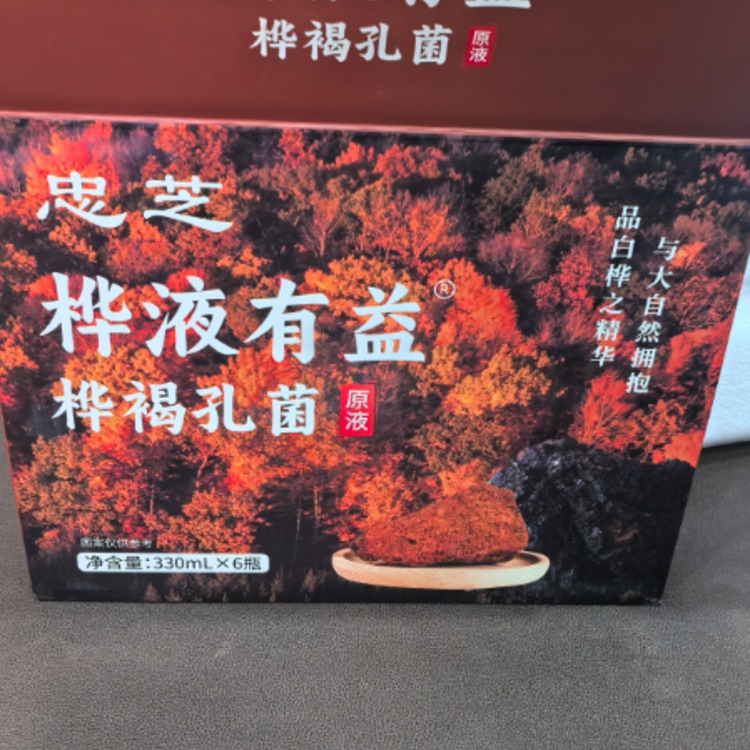 桦褐孔菌 原液
忠芝
桦液有益®
桦褐孔菌 原液
与大自然拥抱
品白桦之精华
图案仅供参考
净含量:330mL×6瓶